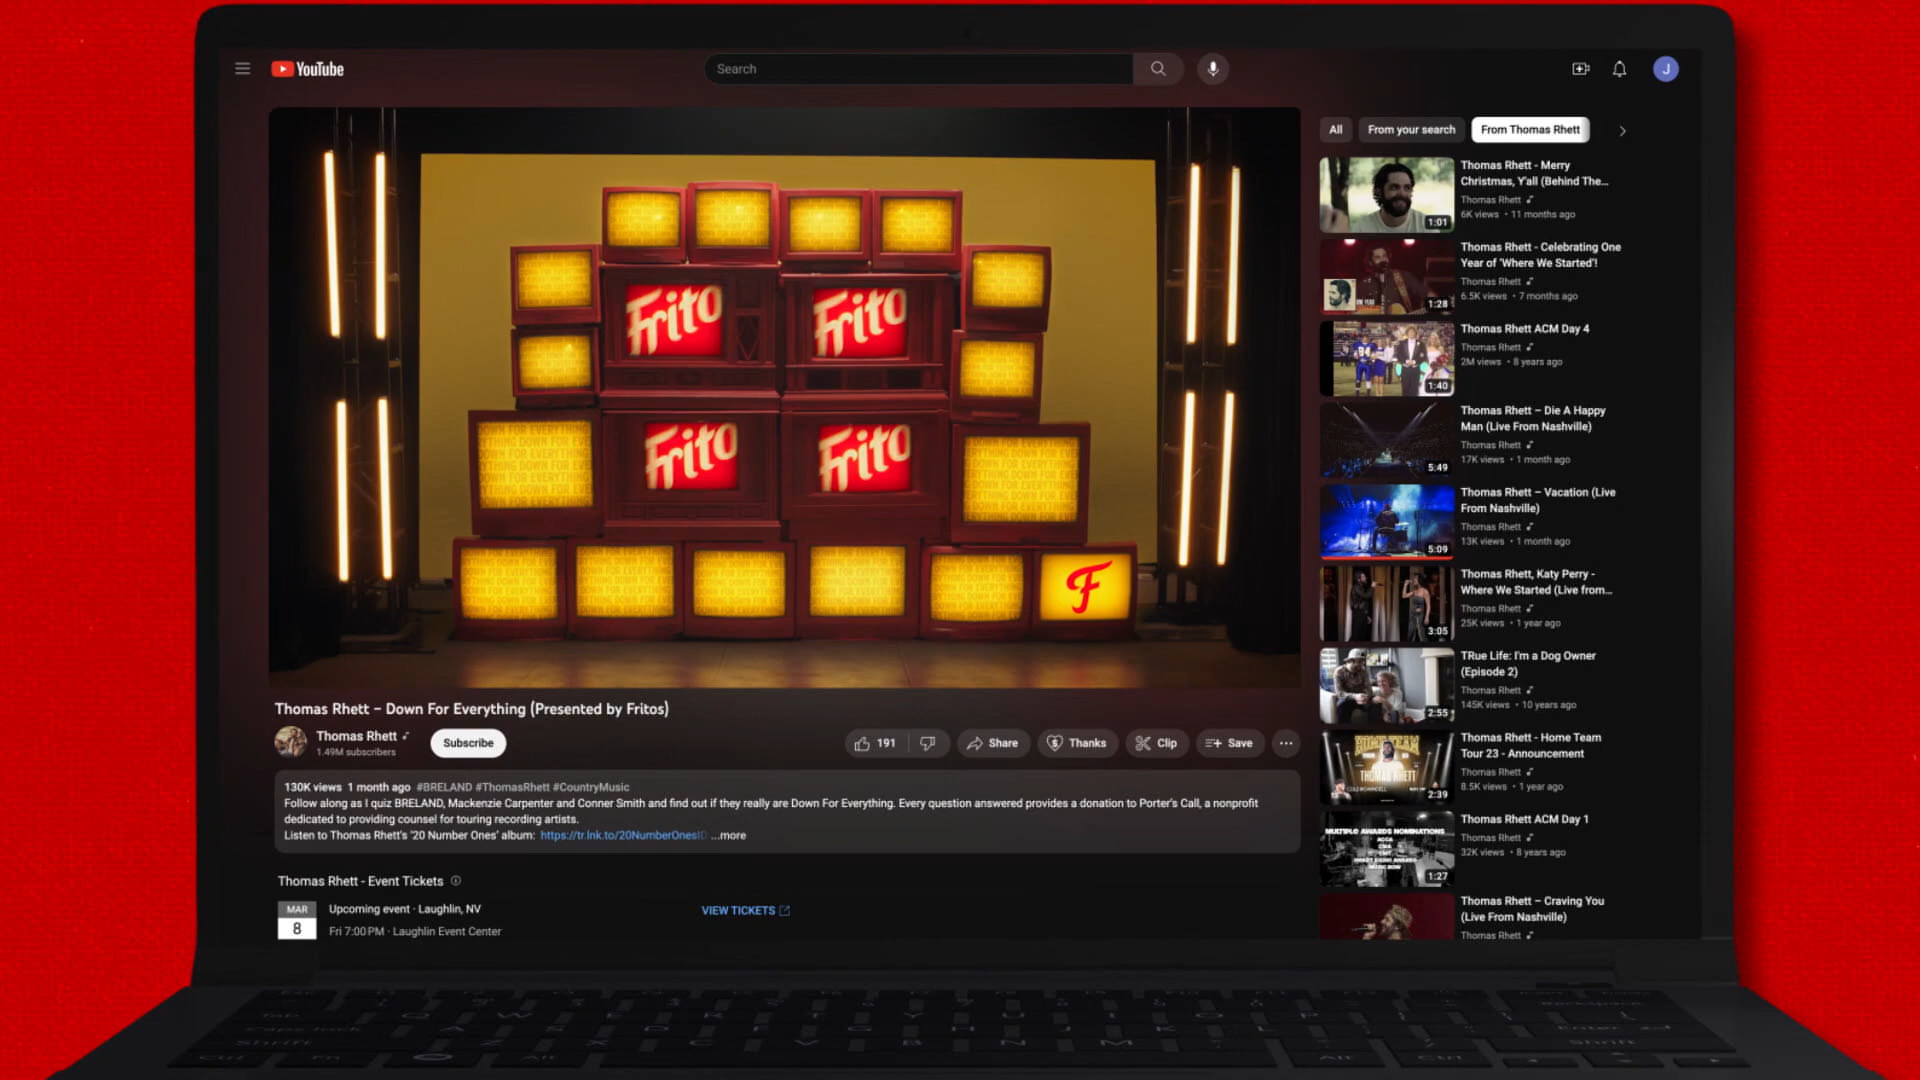 YouTube
Search
J
Frito
Frito
Frito
Frito
DOWN FOR EVERYTHING
F
Thomas Rhett – Down For Everything (Presented by Fritos)
Thomas Rhett
1.49M subscribers
Subscribe
191
Share
Thanks
Clip
Save
130K views 1 month ago #BRELAND #ThomasRhett #CountryMusic
Follow along as I quiz BRELAND, Mackenzie Carpenter and Conner Smith and find out if they really are Down For Everything. Every question answered provides a donation to Porter's Call, a nonprofit
dedicated to providing counsel for touring recording artists.
Listen to Thomas Rhett's '20 Number Ones' album: https://tr.lnk.to/20NumberOnesID ...more
Thomas Rhett - Event Tickets
MAR
8
Upcoming event · Laughlin, NV
Fri 7:00 PM · Laughlin Event Center
VIEW TICKETS
All
From your search
From Thomas Rhett
1:01
Thomas Rhett - Merry
Christmas, Y'all (Behind The...
Thomas Rhett
6K views • 11 months ago
1:28
Thomas Rhett - Celebrating One
Year of 'Where We Started'!
Thomas Rhett
6.5K views • 7 months ago
1:40
Thomas Rhett ACM Day 4
Thomas Rhett
2M views • 8 years ago
5:49
Thomas Rhett – Die A Happy
Man (Live From Nashville)
Thomas Rhett
17K views • 1 month ago
5:09
Thomas Rhett – Vacation (Live
From Nashville)
Thomas Rhett
13K views • 1 month ago
3:05
Thomas Rhett, Katy Perry -
Where We Started (Live from...
Thomas Rhett
25K views • 1 year ago
2:55
TRue Life: I'm a Dog Owner
(Episode 2)
Thomas Rhett
145K views • 10 years ago
HOME TEAM
THOMAS RHETT
2:39
Thomas Rhett - Home Team
Tour 23 - Announcement
Thomas Rhett
8.5K views • 1 year ago
MULTIPLE AWARDS NOMINATIONS
1:27
Thomas Rhett ACM Day 1
Thomas Rhett
32K views • 8 years ago
Thomas Rhett – Craving You
(Live From Nashville)
Thomas Rhett